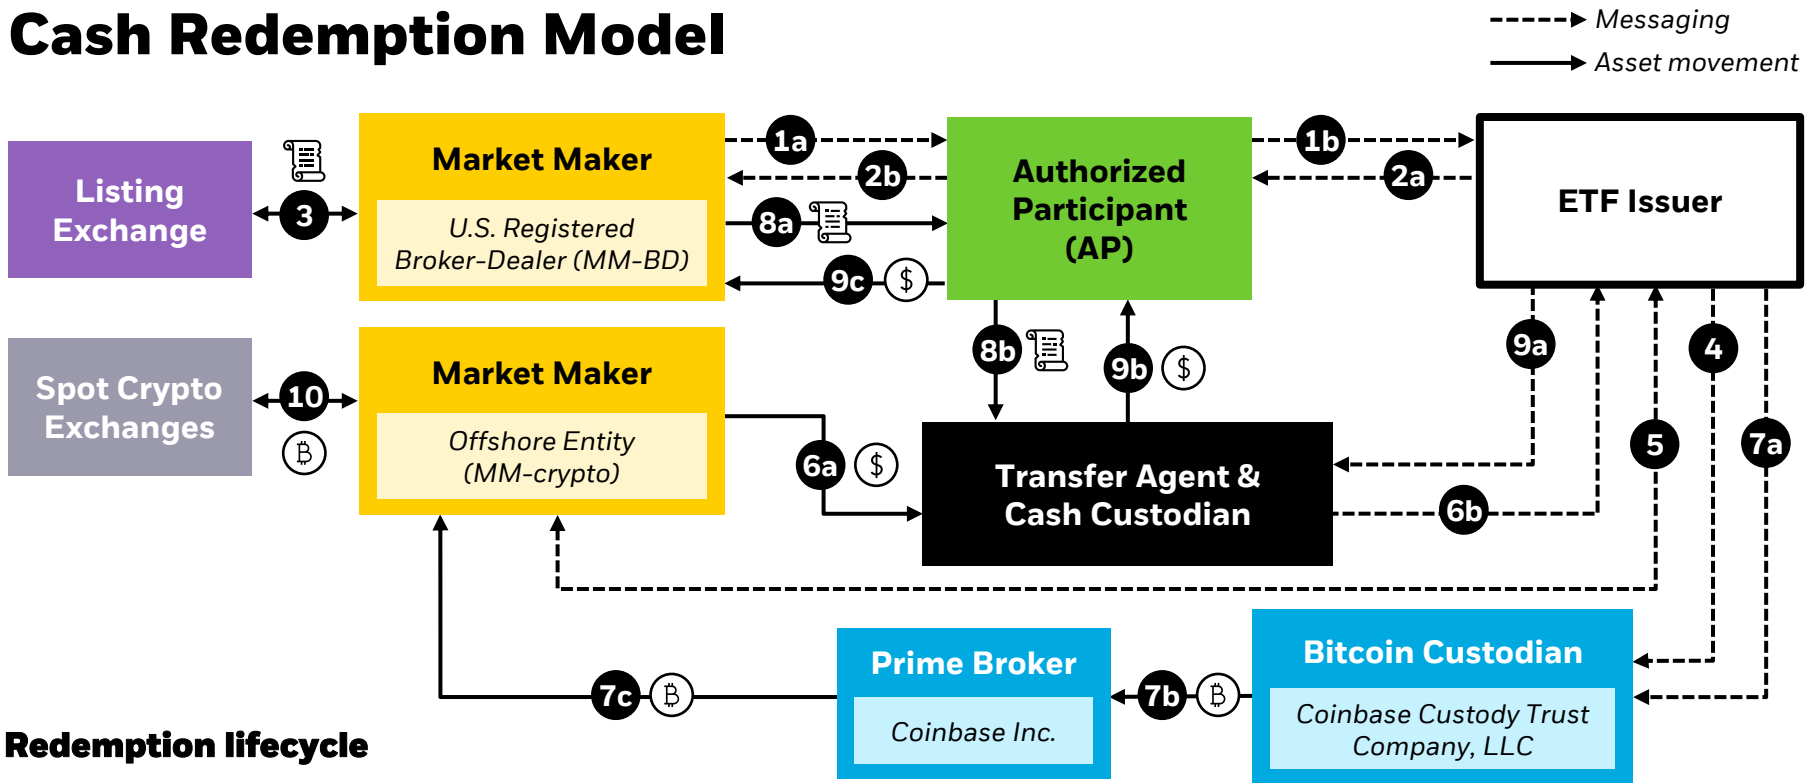 Cash Redemption Model
Messaging
Asset movement
Listing
Exchange
3
Market Maker
U.S. Registered
Broker-Dealer (MM-BD)
1a
2b
8a
9c $
Authorized
Participant
(AP)
1b
2a
ETF Issuer
Spot Crypto
Exchanges
10
₿
Market Maker
Offshore Entity
(MM-crypto)
6a $
8b
9b $
Transfer Agent &
Cash Custodian
9a
6b
5
4
7a
7c ₿
Prime Broker
Coinbase Inc.
7b ₿
Bitcoin Custodian
Coinbase Custody Trust
Company, LLC
Redemption lifecycle